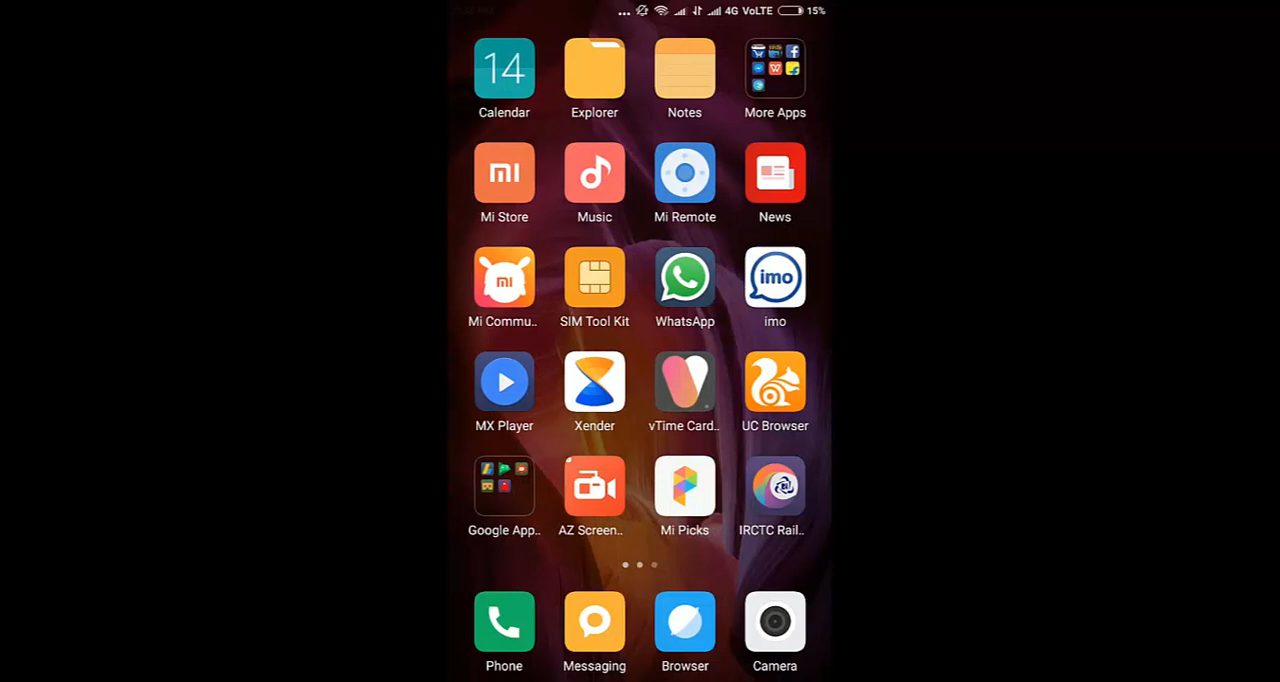 4G VoLTE 15%
14
Calendar Explorer Notes More Apps
mi
Mi Store Music Mi Remote News
mi imo
Mi Commu.. SIM Tool Kit WhatsApp imo
MX Player Xender vTime Card.. UC Browser
Google App.. AZ Screen.. Mi Picks IRCTC Rail..
Phone Messaging Browser Camera